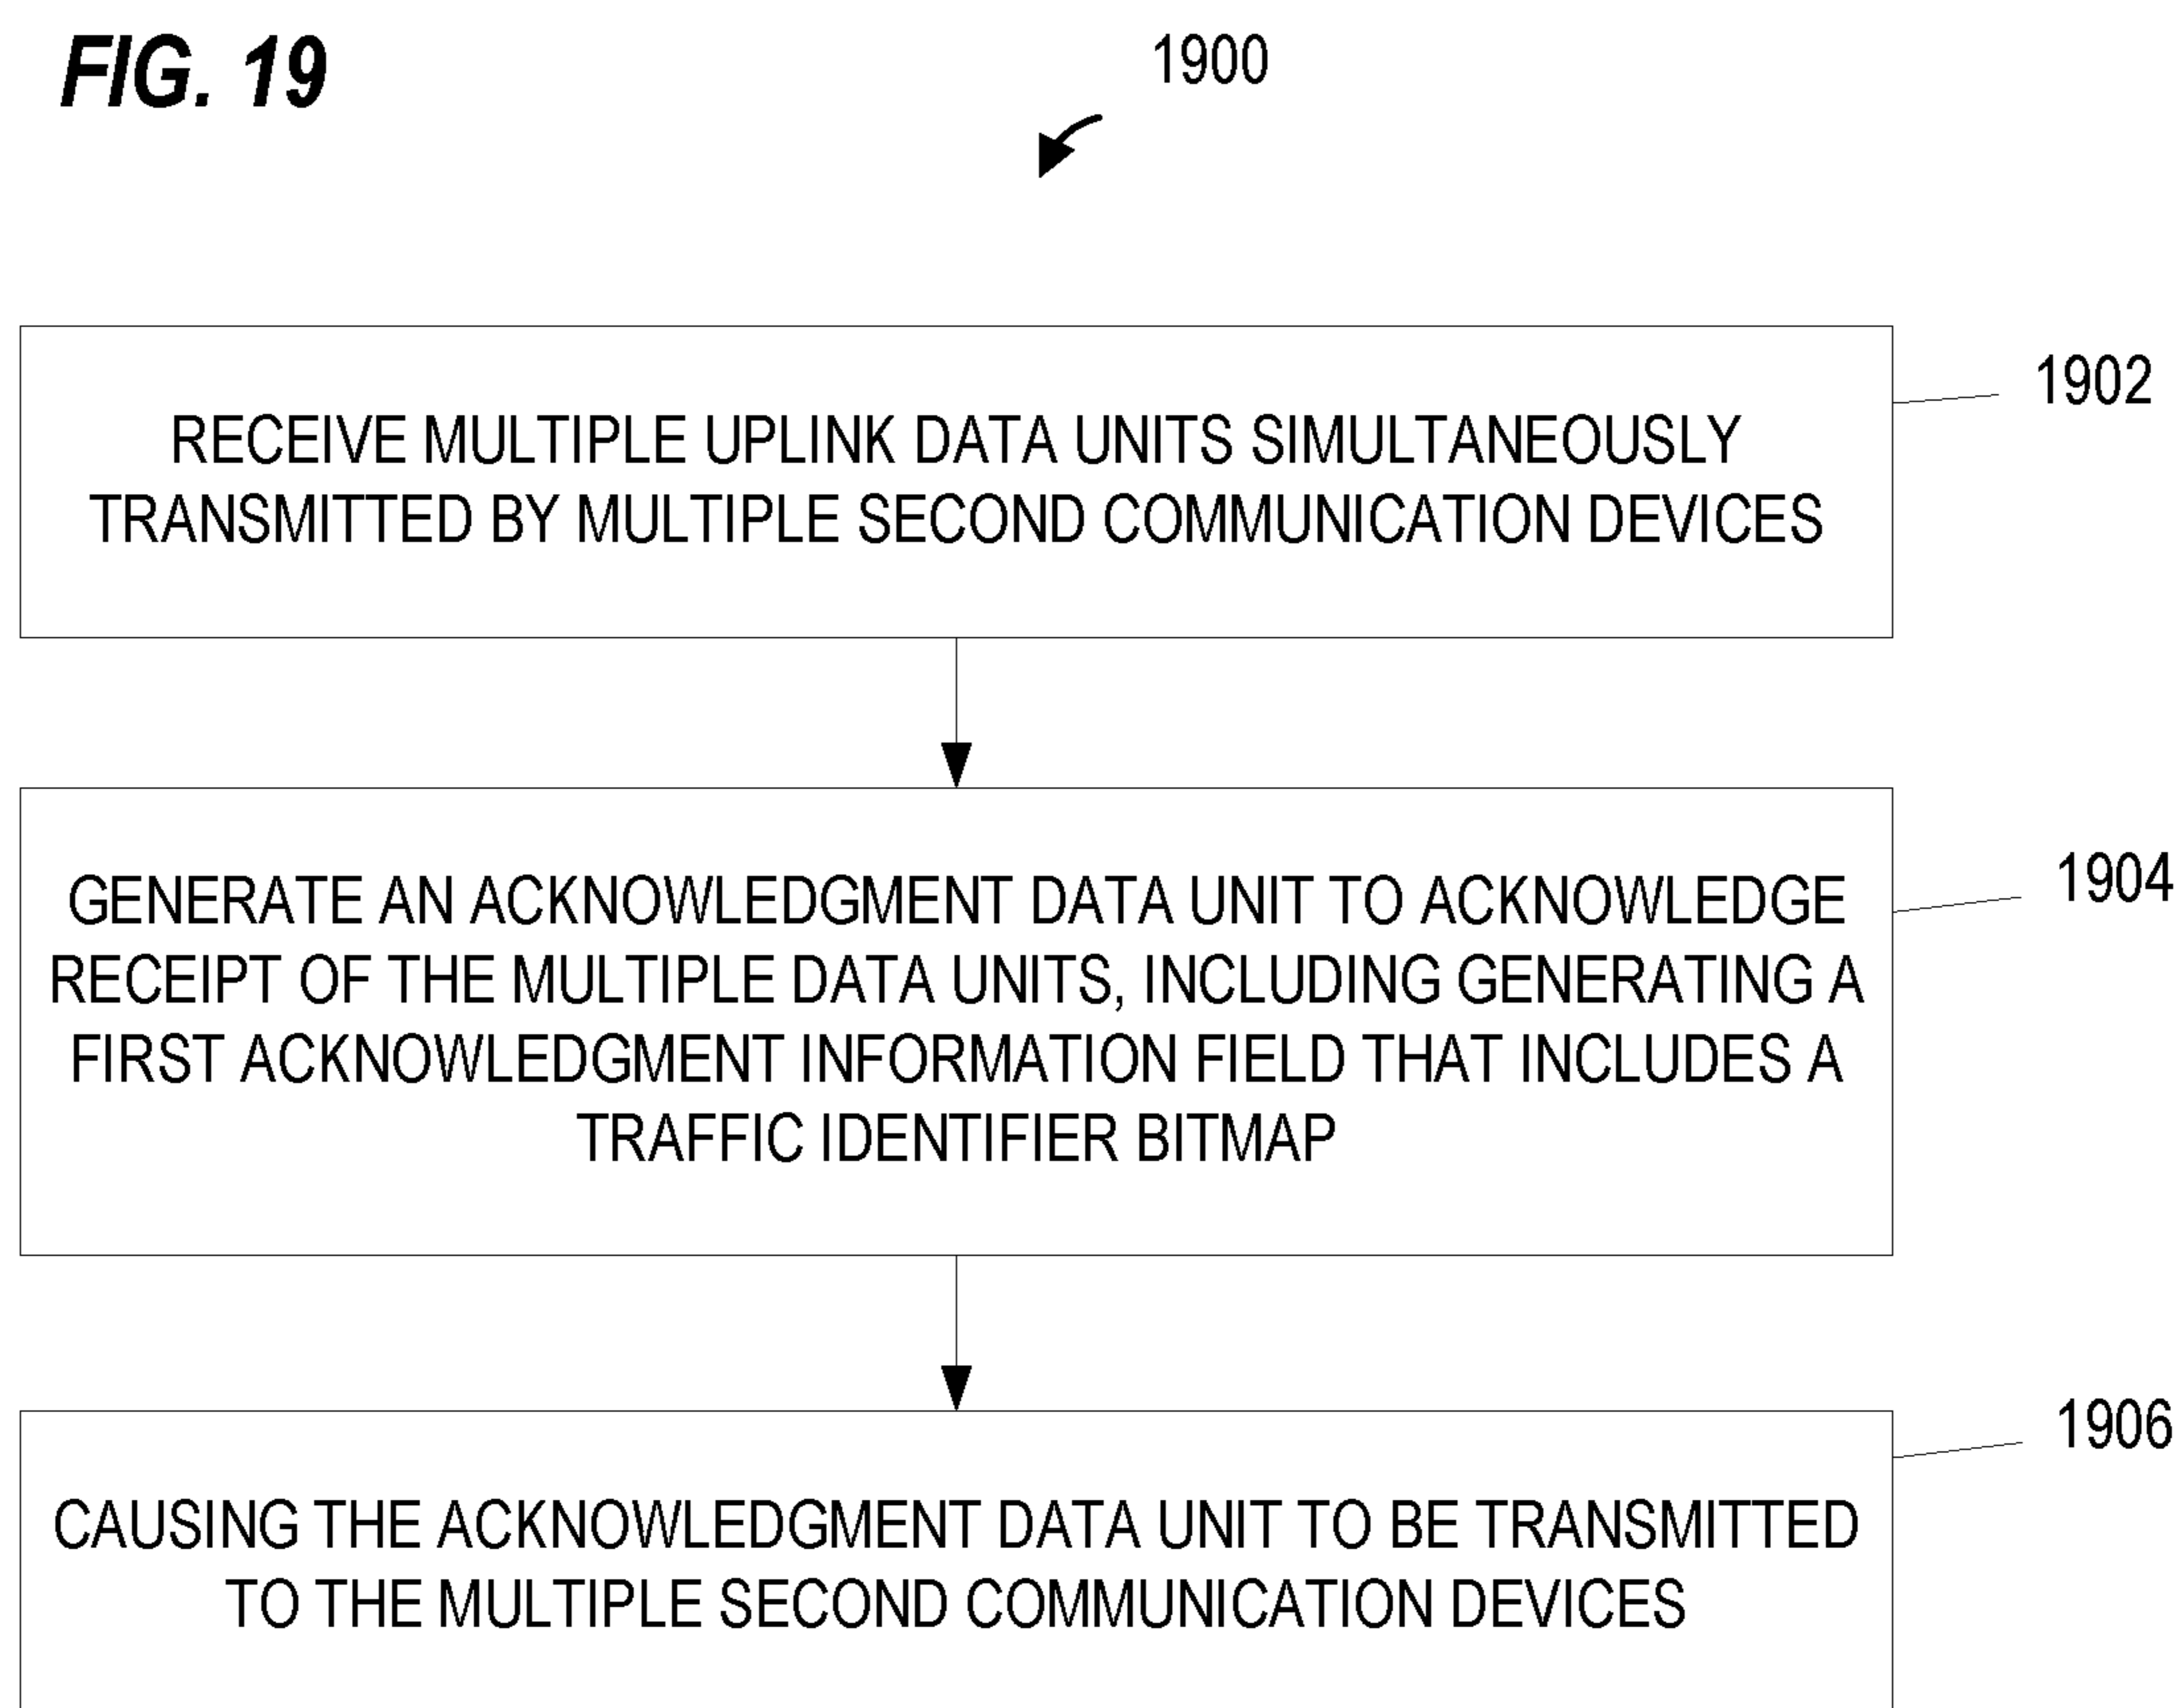 FIG. 19
1900
1902
RECEIVE MULTIPLE UPLINK DATA UNITS SIMULTANEOUSLY
TRANSMITTED BY MULTIPLE SECOND COMMUNICATION DEVICES
1904
GENERATE AN ACKNOWLEDGMENT DATA UNIT TO ACKNOWLEDGE
RECEIPT OF THE MULTIPLE DATA UNITS, INCLUDING GENERATING A
FIRST ACKNOWLEDGMENT INFORMATION FIELD THAT INCLUDES A
TRAFFIC IDENTIFIER BITMAP
1906
CAUSING THE ACKNOWLEDGMENT DATA UNIT TO BE TRANSMITTED
TO THE MULTIPLE SECOND COMMUNICATION DEVICES